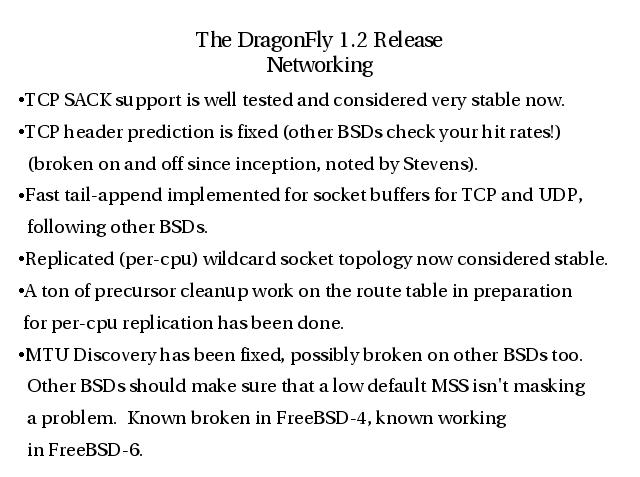 The DragonFly 1.2 Release
Networking
•TCP SACK support is well tested and considered very stable now.
•TCP header prediction is fixed (other BSDs check your hit rates!)
(broken on and off since inception, noted by Stevens).
•Fast tail-append implemented for socket buffers for TCP and UDP,
following other BSDs.
•Replicated (per-cpu) wildcard socket topology now considered stable.
•A ton of precursor cleanup work on the route table in preparation
for per-cpu replication has been done.
•MTU Discovery has been fixed, possibly broken on other BSDs too.
Other BSDs should make sure that a low default MSS isn't masking
a problem.  Known broken in FreeBSD-4, known working
in FreeBSD-6.